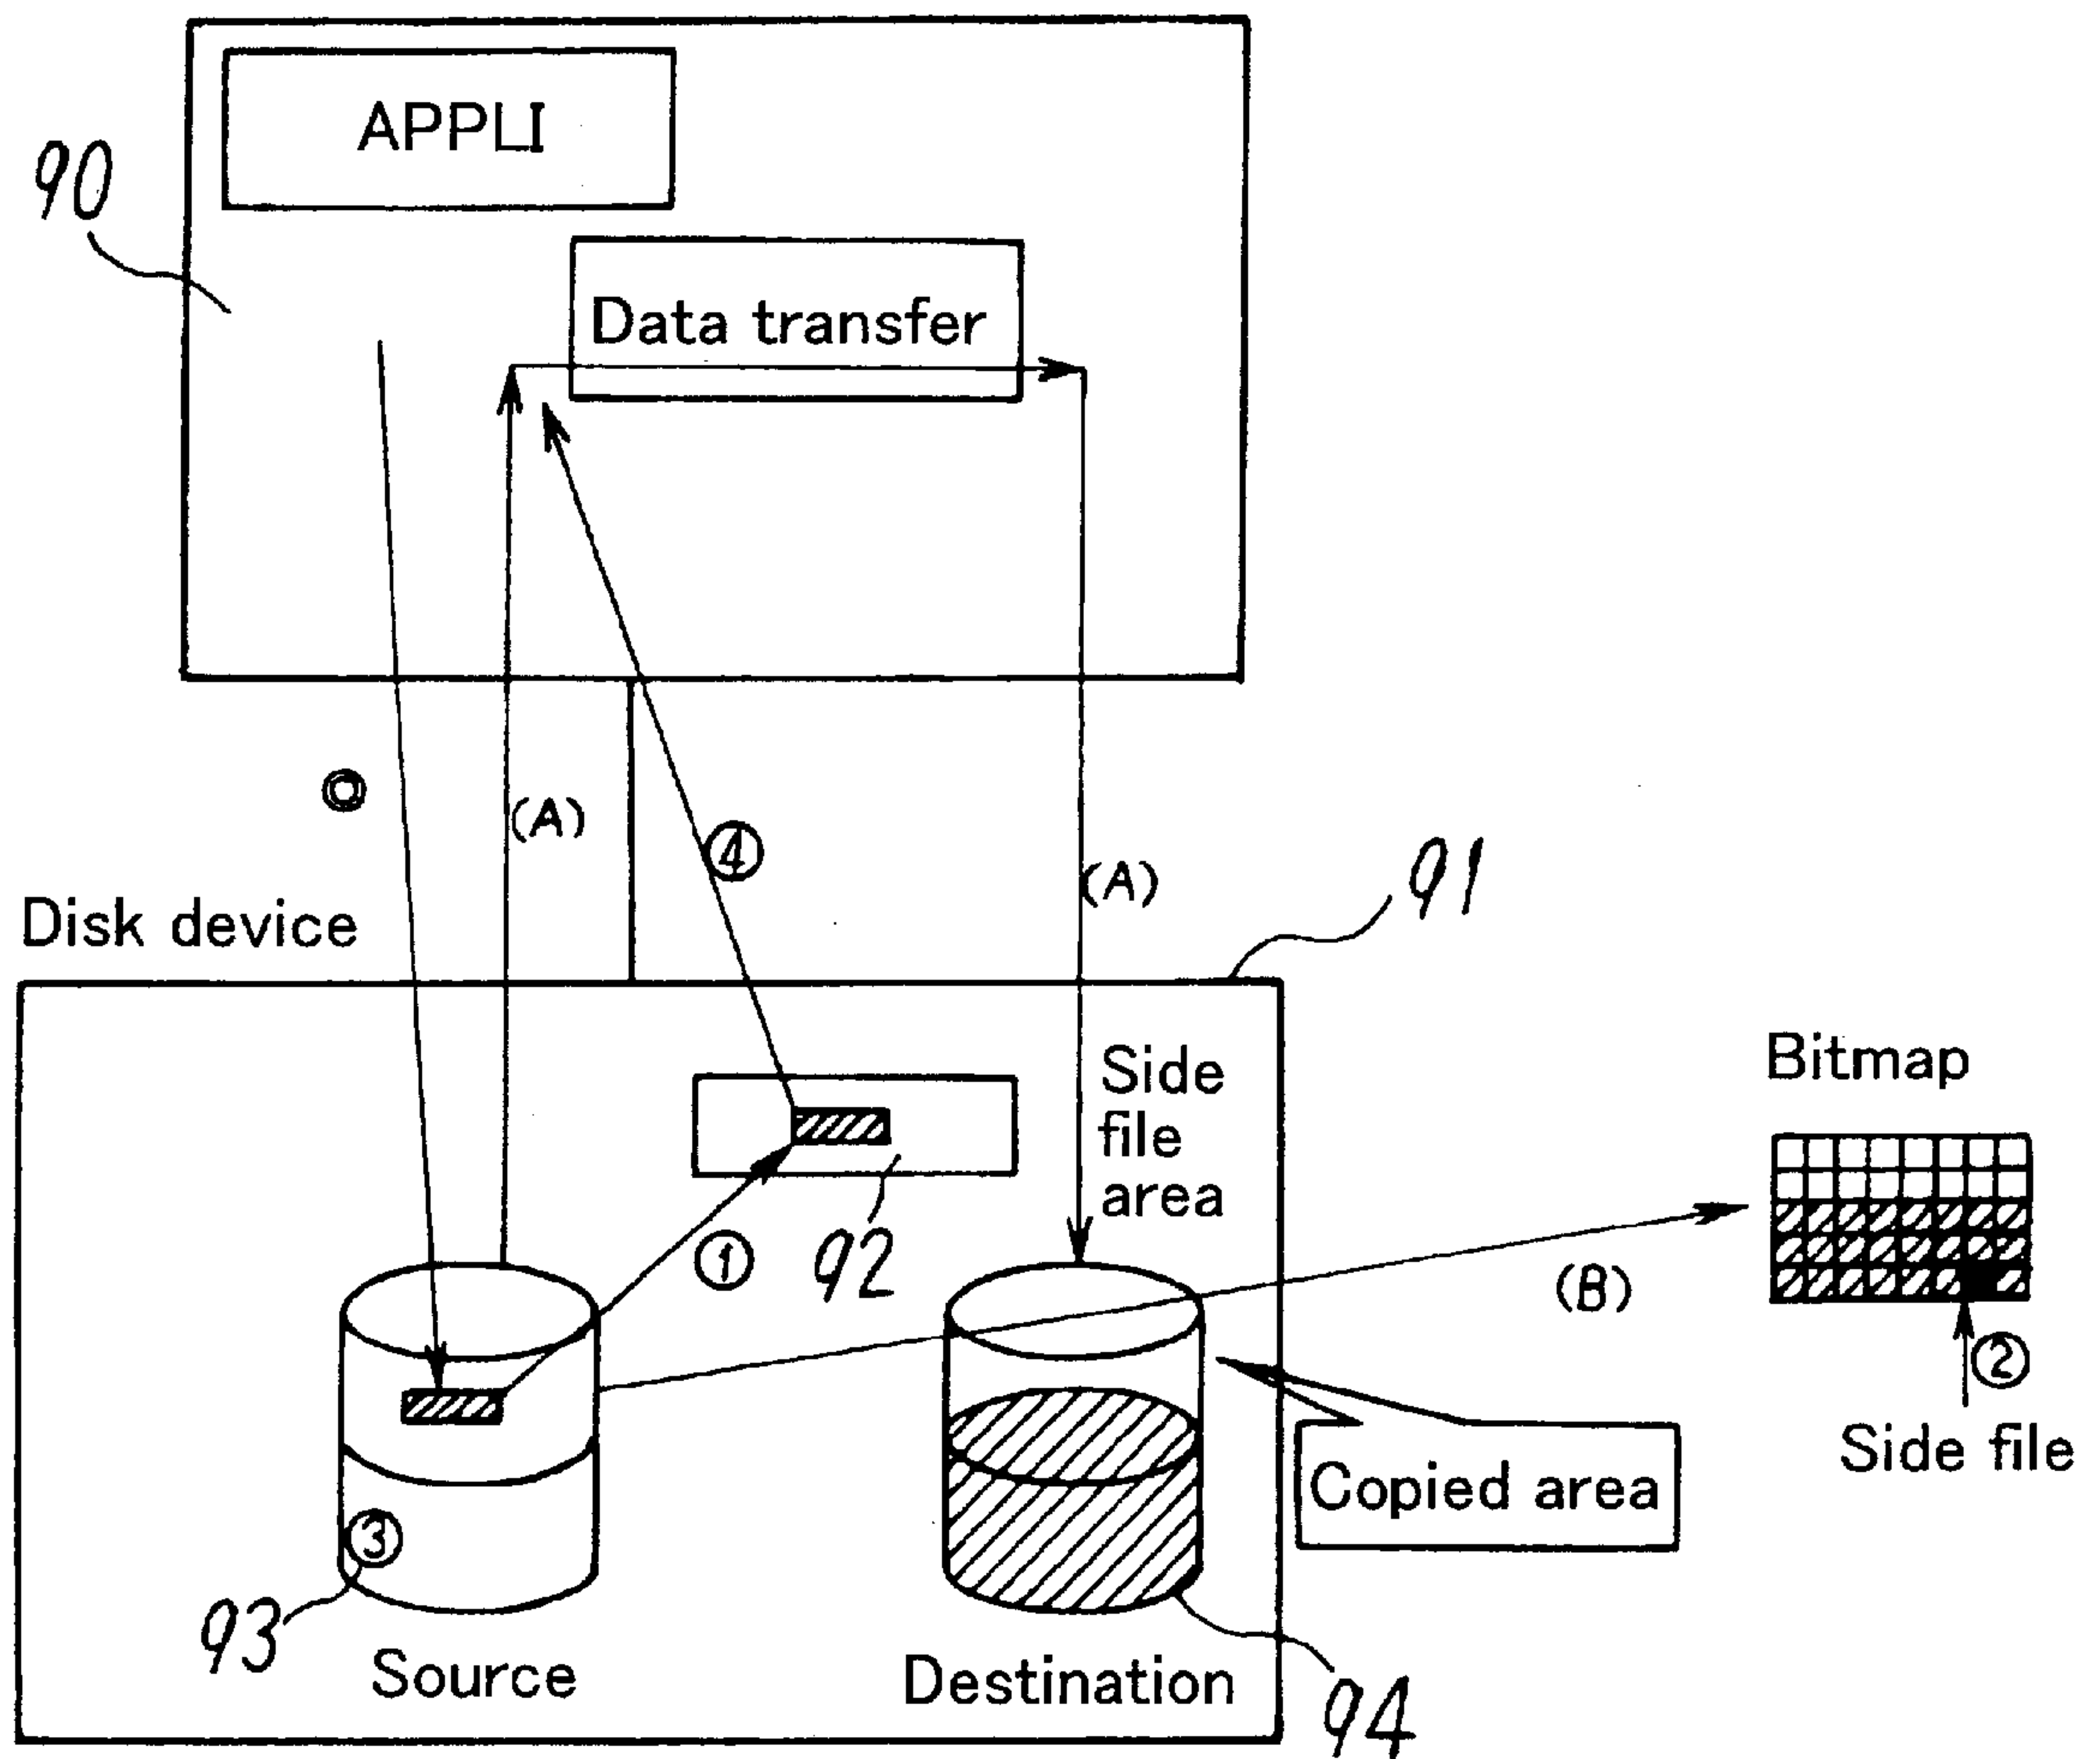 APPLI
90
Data transfer
◎
(A)
④
(A)
91
Disk device
Side
file
area
Bitmap
①
92
(B)
②
Side file
Copied area
③
93
Source
Destination
94